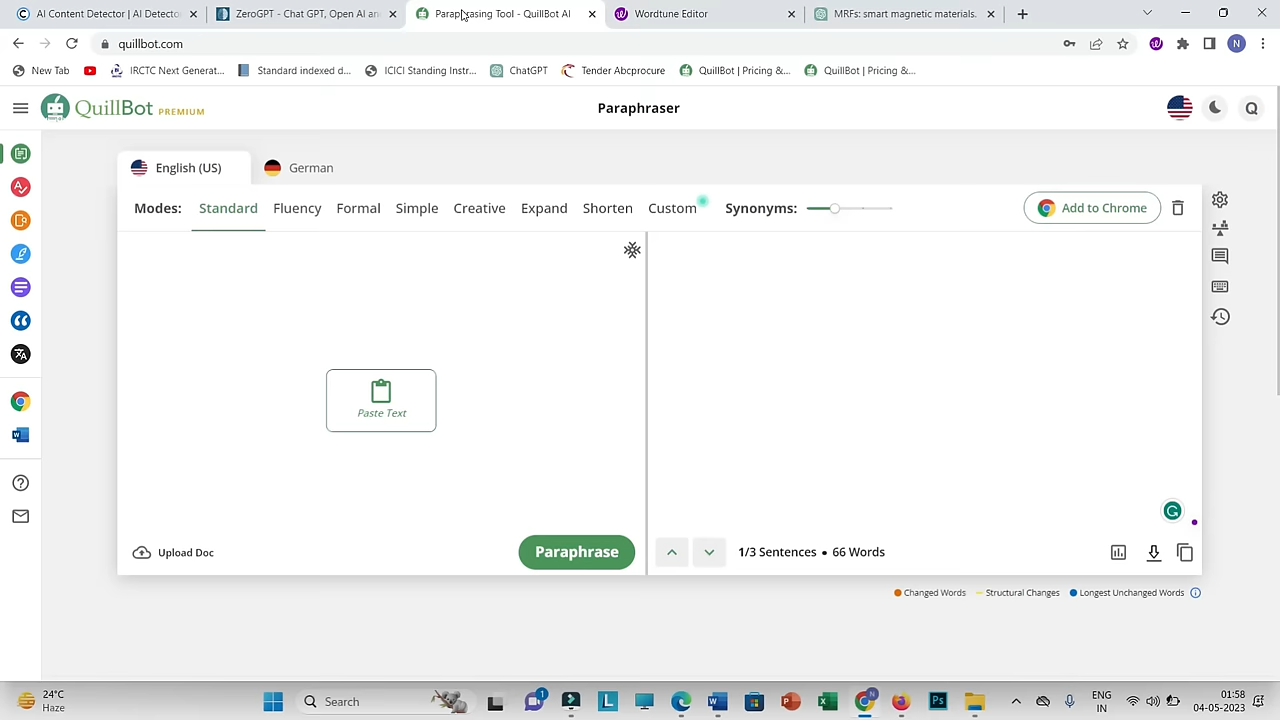 AI Content Detector | AI Detecto
ZeroGPT - Chat GPT, Open AI an
Paraphrasing Tool - QuillBot AI
Wordtune Editor
MRFs: smart magnetic materials.
quillbot.com
N
New Tab
IRCTC Next Generat...
Standard indexed d...
ICICI Standing Instr...
ChatGPT
Tender Abcprocure
QuillBot | Pricing &...
QuillBot | Pricing &...
QuillBot PREMIUM
Paraphraser
Q
English (US)
German
Modes:
Standard
Fluency
Formal
Simple
Creative
Expand
Shorten
Custom
Synonyms:
Add to Chrome
Paste Text
Upload Doc
Paraphrase
1/3 Sentences • 66 Words
Changed Words
Structural Changes
Longest Unchanged Words
24°C
Haze
Search
1
ENG
IN
01:58
04-05-2023